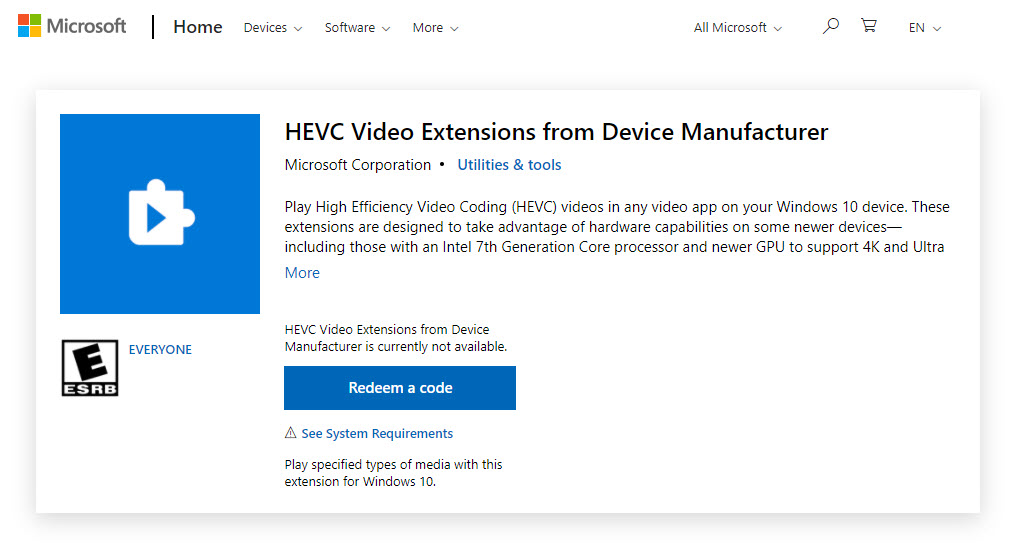 Microsoft | Home Devices Software More All Microsoft EN
HEVC Video Extensions from Device Manufacturer
Microsoft Corporation • Utilities & tools
Play High Efficiency Video Coding (HEVC) videos in any video app on your Windows 10 device. These
extensions are designed to take advantage of hardware capabilities on some newer devices—
including those with an Intel 7th Generation Core processor and newer GPU to support 4K and Ultra
More
E
ESRB
EVERYONE
HEVC Video Extensions from Device
Manufacturer is currently not available.
Redeem a code
See System Requirements
Play specified types of media with this
extension for Windows 10.